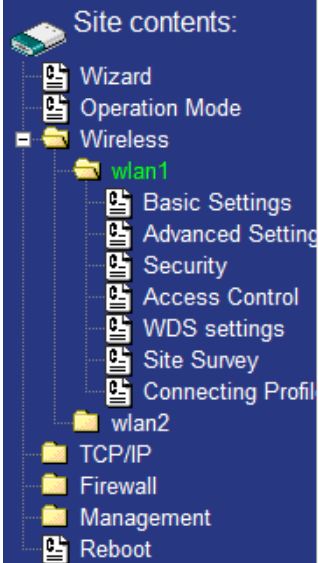 Site contents:
Wizard
Operation Mode
Wireless
wlan1
Basic Settings
Advanced Setting
Security
Access Control
WDS settings
Site Survey
Connecting Profil
wlan2
TCP/IP
Firewall
Management
Reboot